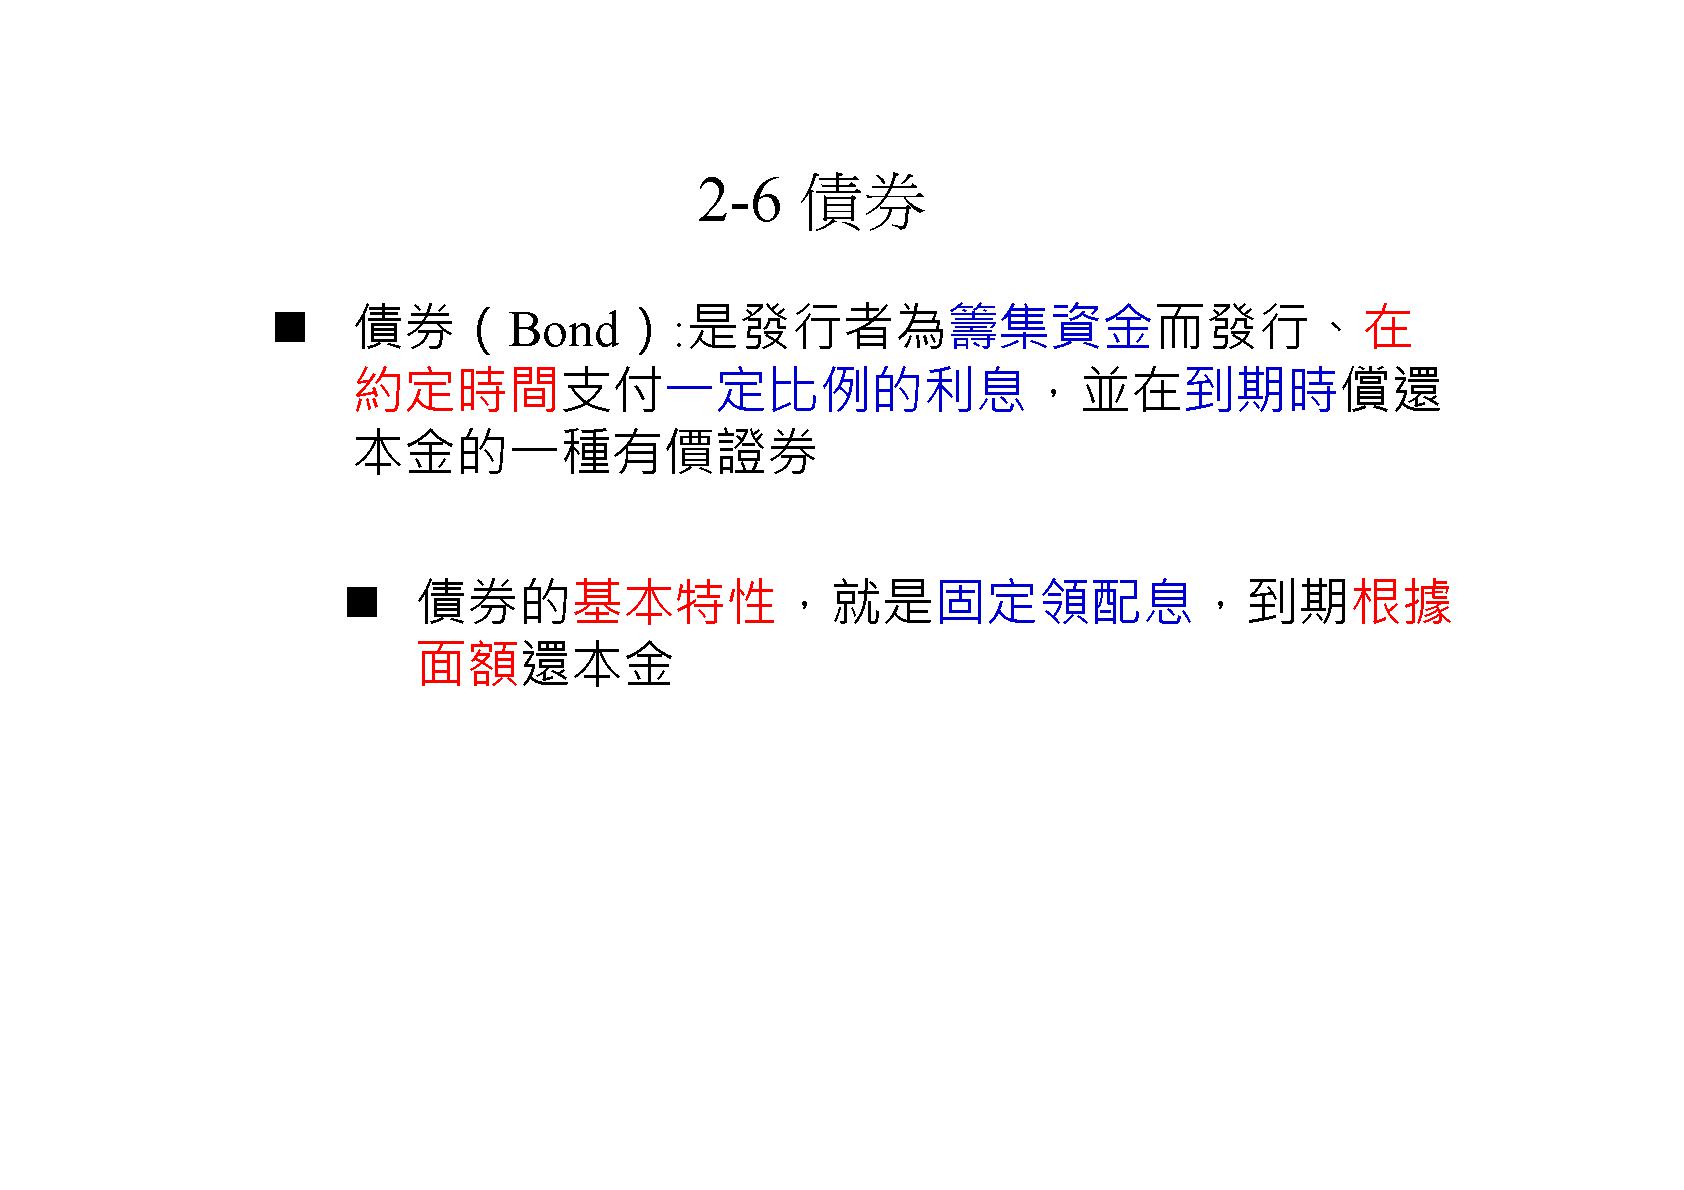 2-6 債券
■ 債券（Bond）:是發行者為籌集資金而發行、在
約定時間支付一定比例的利息，並在到期時償還
本金的一種有價證券
■ 債券的基本特性，就是固定領配息，到期根據
面額還本金